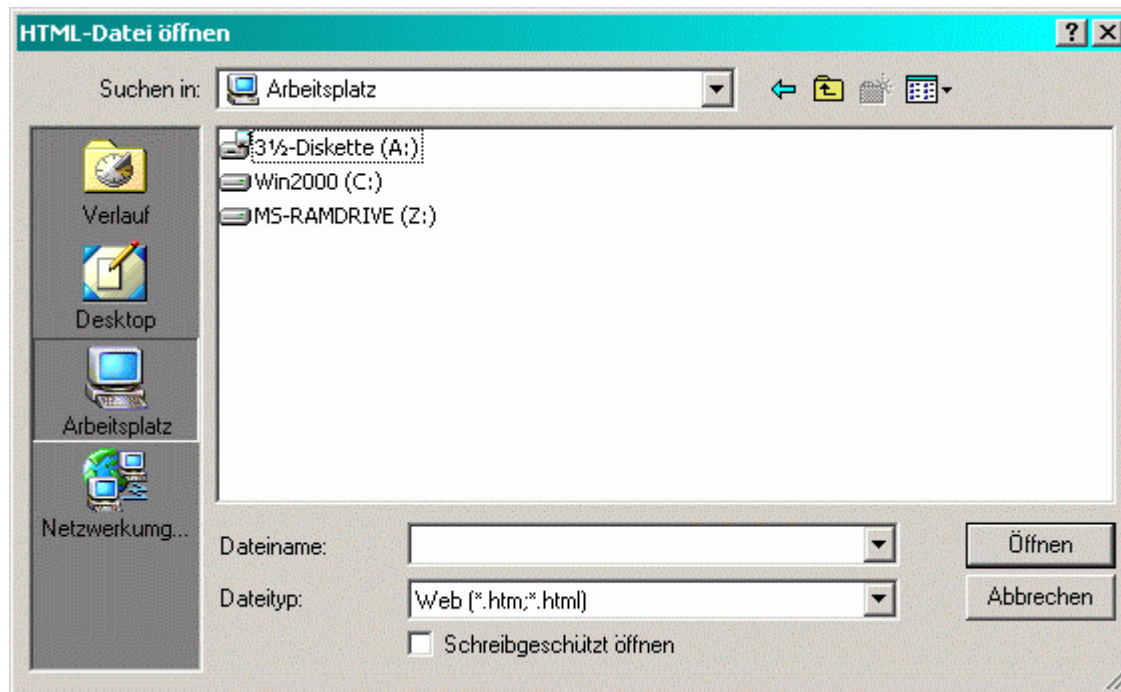 HTML-Datei öffnen
Suchen in: Arbeitsplatz
3½-Diskette (A:)
Win2000 (C:)
MS-RAMDRIVE (Z:)
Verlauf
Desktop
Arbeitsplatz
Netzwerkumg...
Dateiname: Öffnen
Dateityp: Web (*.htm;*.html) Abbrechen
Schreibgeschützt öffnen